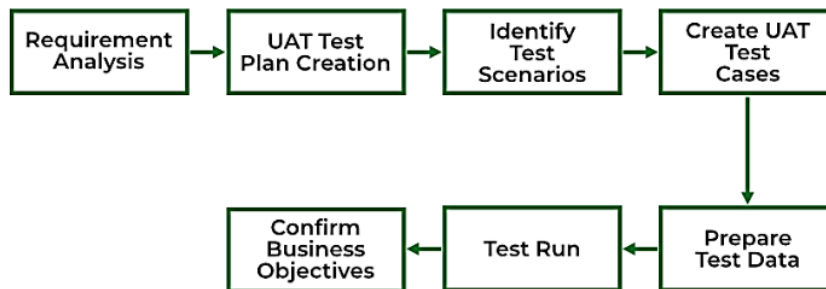 Requirement
Analysis
UAT Test
Plan Creation
Identify
Test
Scenarios
Create UAT
Test
Cases
Prepare
Test Data
Test Run
Confirm
Business
Objectives